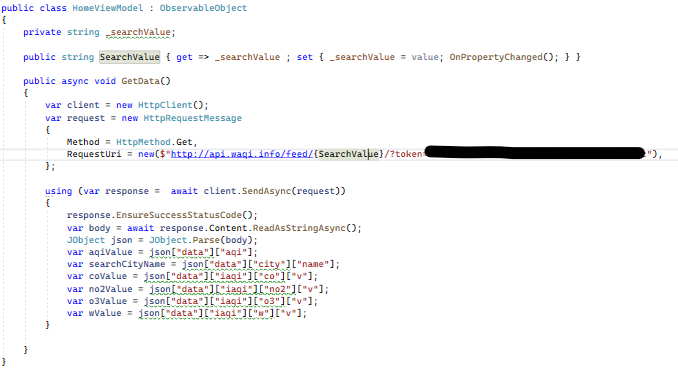 public class HomeViewModel : ObservableObject
{
    private string _searchValue;

    public string SearchValue { get => _searchValue ; set { _searchValue = value; OnPropertyChanged(); } }

    public async void GetData()
    {
        var client = new HttpClient();
        var request = new HttpRequestMessage
        {
            Method = HttpMethod.Get,
            RequestUri = new($"http://api.waqi.info/feed/{SearchValue}/?token="),
        };

        using (var response =  await client.SendAsync(request))
        {
            response.EnsureSuccessStatusCode();
            var body = await response.Content.ReadAsStringAsync();
            JObject json = JObject.Parse(body);
            var aqiValue = json["data"]["aqi"];
            var searchCityName = json["data"]["city"]["name"];
            var coValue = json["data"]["iaqi"]["co"]["v"];
            var no2Value = json["data"]["iaqi"]["no2"]["v"];
            var o3Value = json["data"]["iaqi"]["o3"]["v"];
            var wValue = json["data"]["iaqi"]["w"]["v"];
        }

    }
}